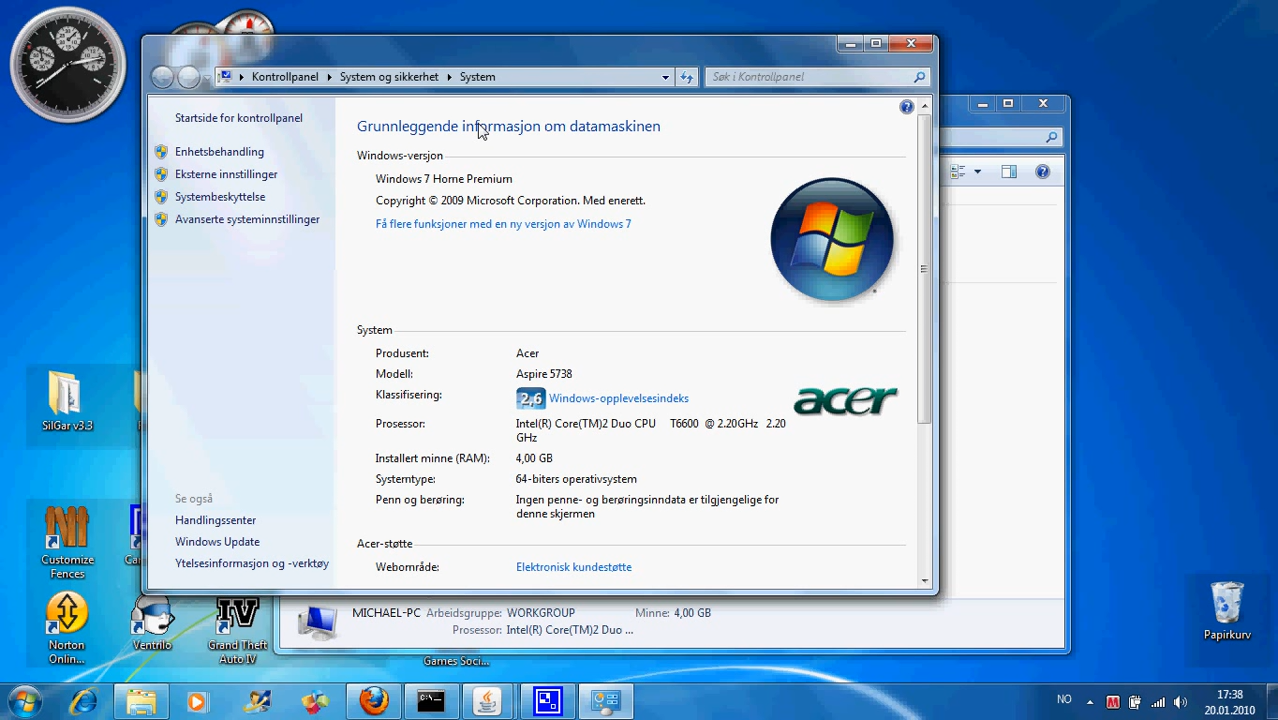 Kontrollpanel
System og sikkerhet
System
Søk i Kontrollpanel
Startside for kontrollpanel
Enhetsbehandling
Eksterne innstillinger
Systembeskyttelse
Avanserte systeminnstillinger
Se også
Handlingssenter
Windows Update
Ytelsesinformasjon og -verktøy
Grunnleggende informasjon om datamaskinen
Windows-versjon
Windows 7 Home Premium
Copyright © 2009 Microsoft Corporation. Med enerett.
Få flere funksjoner med en ny versjon av Windows 7
System
Produsent: Acer
Modell: Aspire 5738
Klassifisering: 2,6 Windows-opplevelsesindeks
Prosessor: Intel(R) Core(TM)2 Duo CPU T6600 @ 2.20GHz 2.20
GHz
Installert minne (RAM): 4,00 GB
Systemtype: 64-biters operativsystem
Penn og berøring: Ingen penne- og berøringsinndata er tilgjengelige for
denne skjermen
acer
Acer-støtte
Webområde: Elektronisk kundestøtte
MICHAEL-PC Arbeidsgruppe: WORKGROUP Minne: 4,00 GB
Prosessor: Intel(R) Core(TM)2 Duo ...
SilGar v3.3
Customize
Fences
Norton
Onlin...
Ventrilo
IV
Grand Theft
Auto IV
Games Soci...
Papirkurv
NO
17:38
20.01.2010